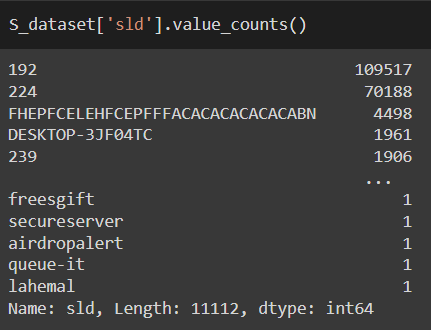 S_dataset['sld'].value_counts()
192 109517
224 70188
FHEPFCELEHFCEPFFFACACACACACACABN 4498
DESKTOP-3JF04TC 1961
239 1906
...
freesgift 1
secureserver 1
airdropalert 1
queue-it 1
lahemal 1
Name: sld, Length: 11112, dtype: int64